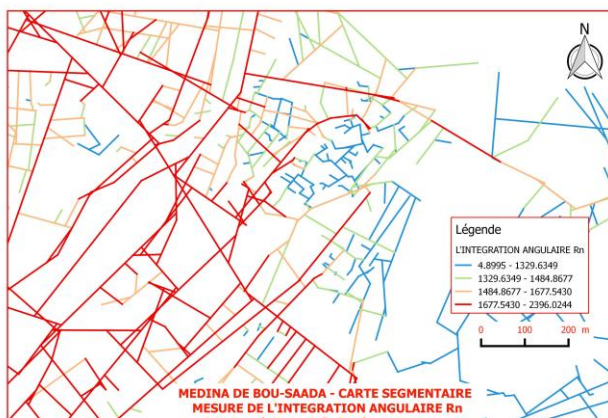 N
Légende
L'INTEGRATION ANGULAIRE Rn
4.8995 - 1329.6349
1329.6349 - 1484.8677
1484.8677 - 1677.5430
1677.5430 - 2396.0244
0 100 200 m
MEDINA DE BOU-SAADA - CARTE SEGMENTAIRE
MESURE DE L'INTEGRATION ANGULAIRE Rn